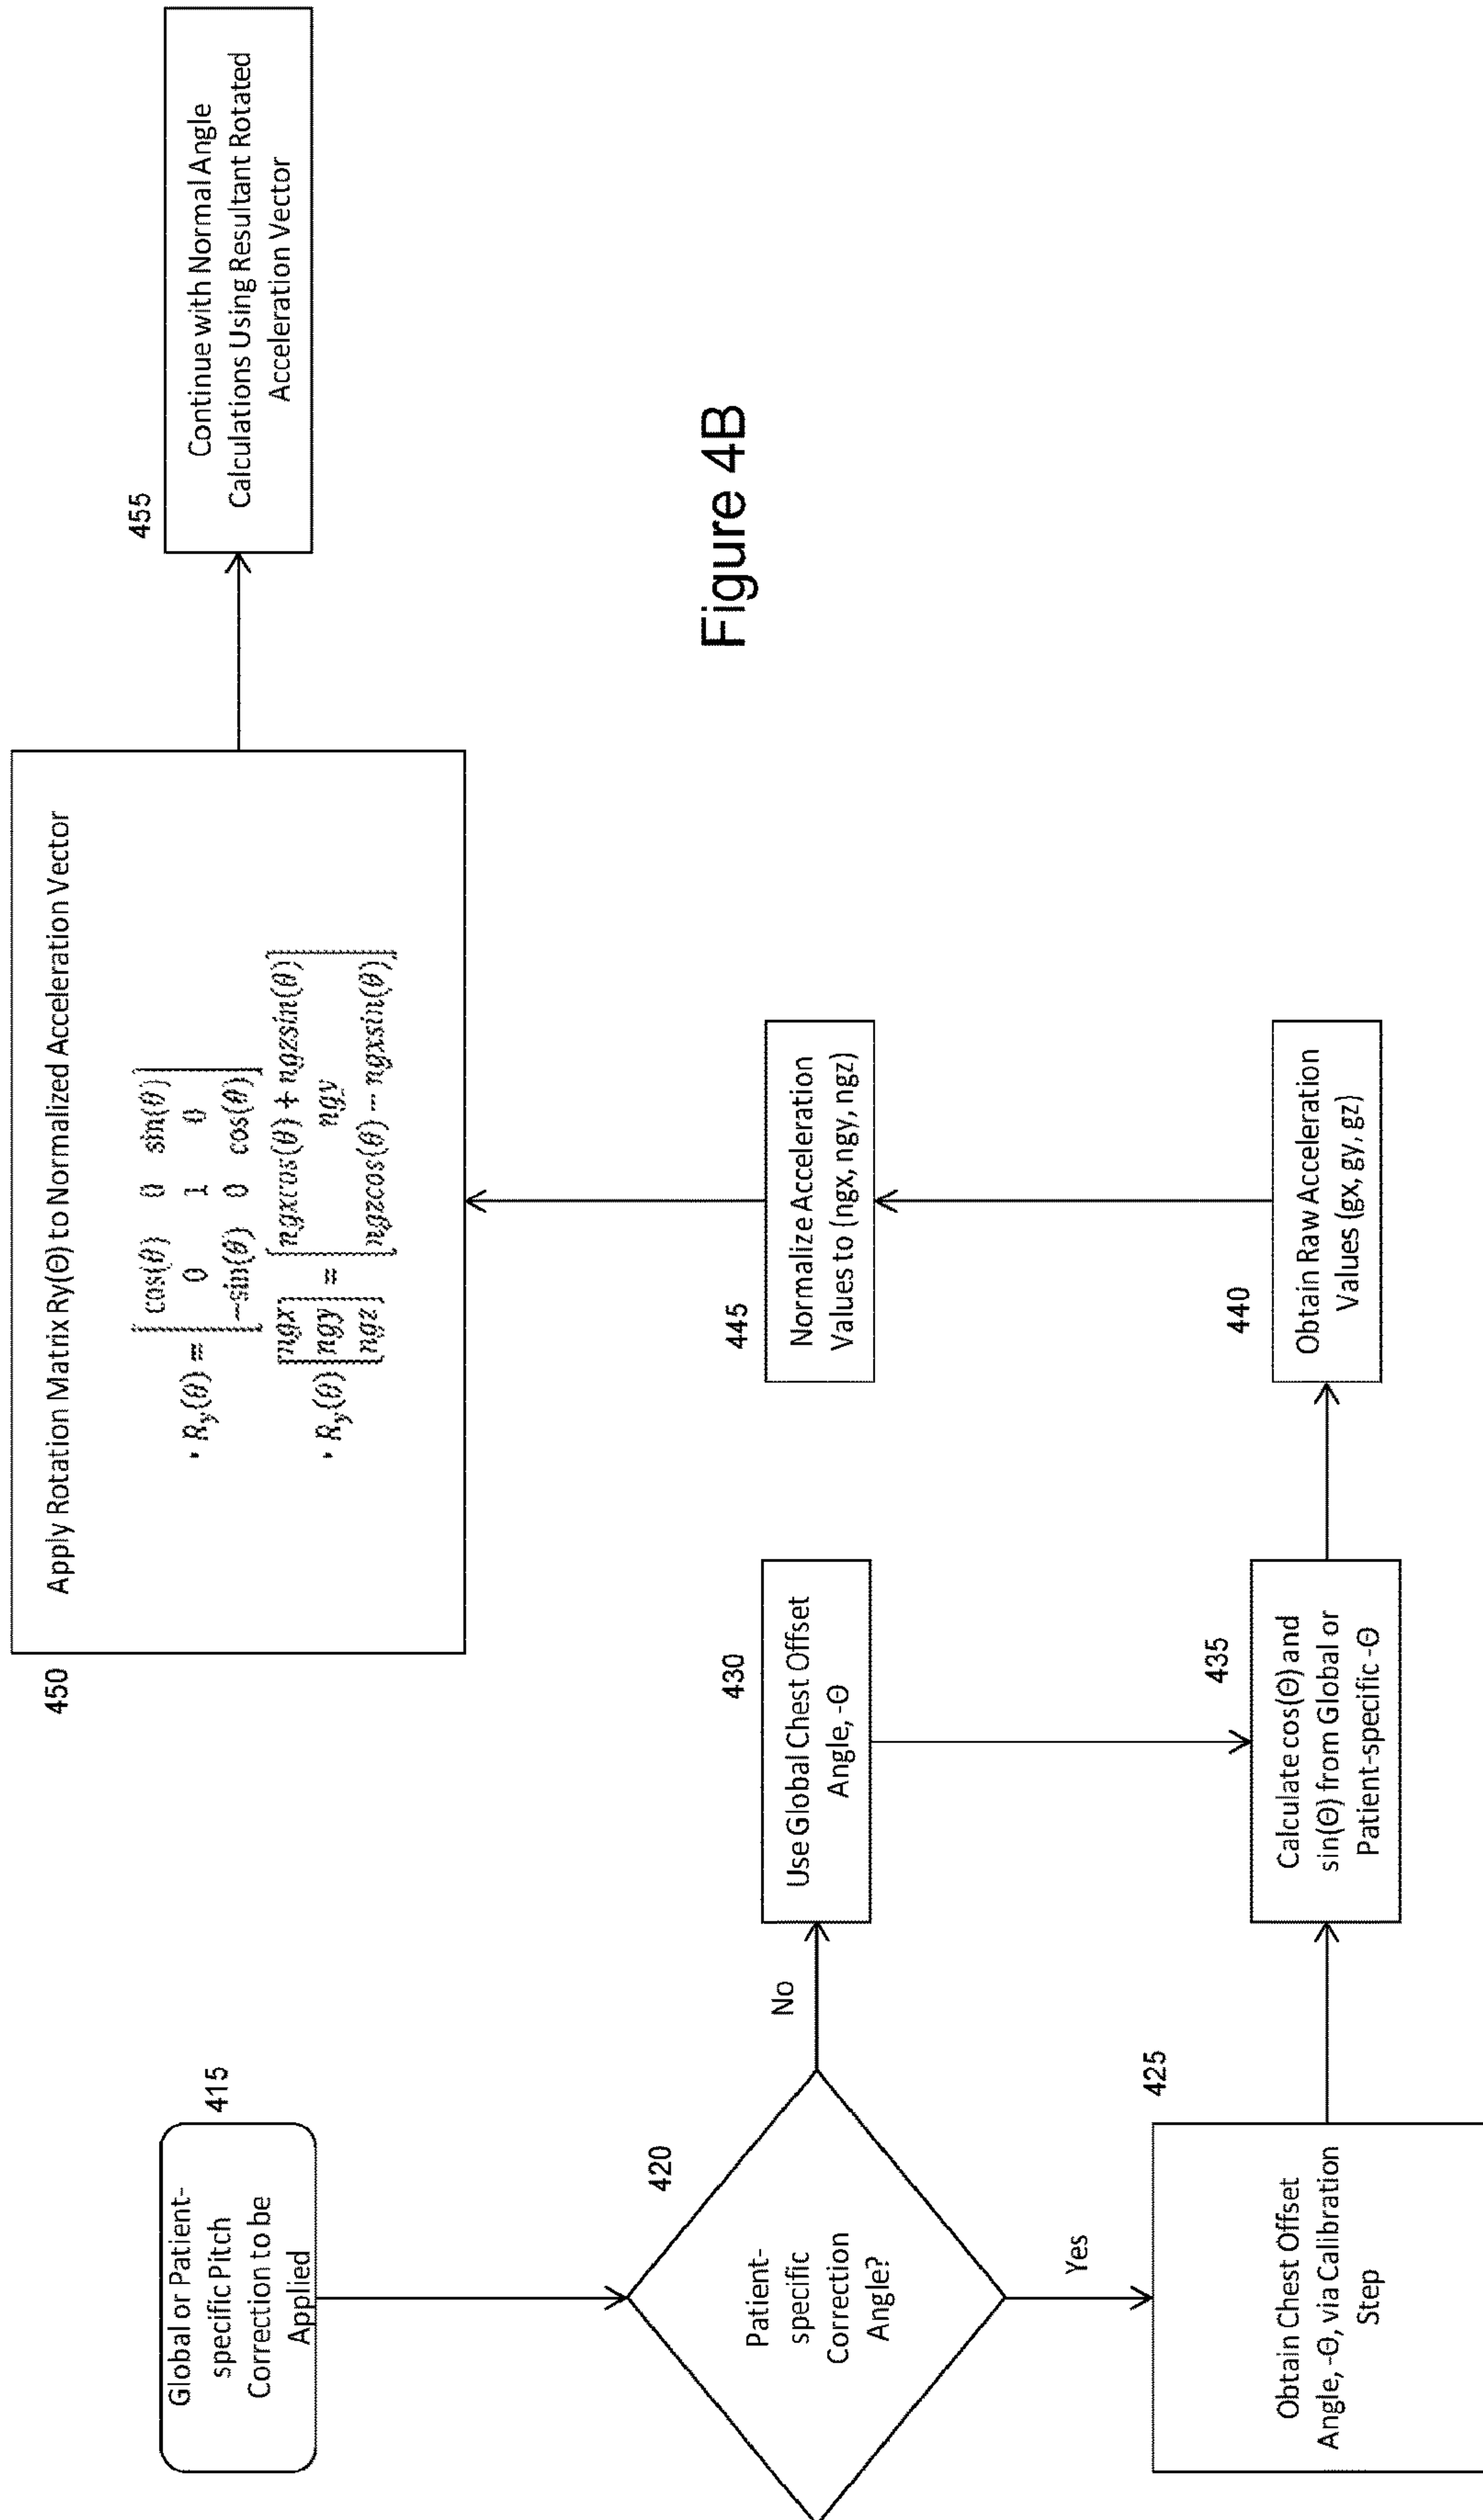 415
Global or Patient-
specific Pitch
Correction to be
Applied
420
Patient-
specific
Correction
Angle?
No
Yes
425
Obtain Chest Offset
Angle, -Θ, via Calibration
Step
430
Use Global Chest Offset
Angle, -Θ
435
Calculate cos(Θ) and
sin(Θ) from Global or
Patient-specific -Θ
440
Obtain Raw Acceleration
Values (gx, gy, gz)
445
Normalize Acceleration
Values to (ngx, ngy, ngz)
450
Apply Rotation Matrix Ry(Θ) to Normalized Acceleration Vector
• R_y(θ) =
cos(θ) 0 sin(θ)
0 1 0
−sin(θ) 0 cos(θ)
• R_y(θ)
ngx
ngy
ngz
=
ngxcos(θ) + ngzsin(θ)
ngy
ngzcos(θ) − ngxsin(θ)
455
Continue with Normal Angle
Calculations Using Resultant Rotated
Acceleration Vector
Figure 4B